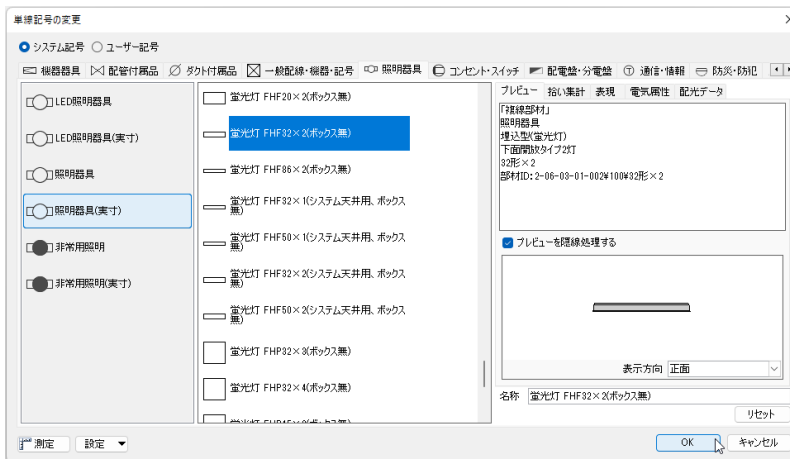 単線記号の変更
システム記号 ユーザー記号
機器器具 配管付属品 ダクト付属品 一般配線・機器・記号 照明器具 コンセント・スイッチ 配電盤・分電盤 通信・情報 防災・防犯
LED照明器具
LED照明器具(実寸)
照明器具
照明器具(実寸)
非常用照明
非常用照明(実寸)
蛍光灯 FHF20×2(ボックス無)
蛍光灯 FHF32×2(ボックス無)
蛍光灯 FHF86×2(ボックス無)
蛍光灯 FHF32×1(システム天井用、ボックス
無)
蛍光灯 FHF50×1(システム天井用、ボックス
無)
蛍光灯 FHF32×2(システム天井用、ボックス
無)
蛍光灯 FHF50×2(システム天井用、ボックス
無)
蛍光灯 FHP32×3(ボックス無)
蛍光灯 FHP32×4(ボックス無)
プレビュー 拾い集計 表現 電気属性 配光データ
「複線部材」
照明器具
埋込型(蛍光灯)
下面開放タイプ2灯
32形×2
部材ID:2-06-03-01-002¥100¥32形×2
プレビューを隠線処理する
表示方向 正面
名称 蛍光灯 FHF32×2(ボックス無)
リセット
測定 設定 OK キャンセル